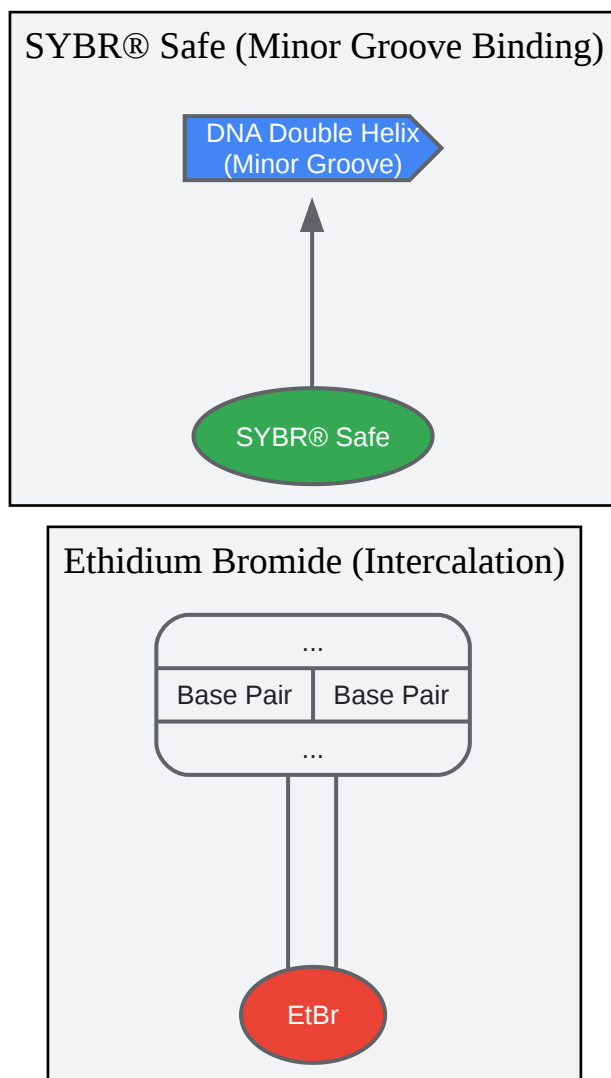 SYBR® Safe (Minor Groove Binding)
DNA Double Helix
(Minor Groove)
SYBR® Safe
Ethidium Bromide (Intercalation)
...
Base Pair Base Pair
...
EtBr